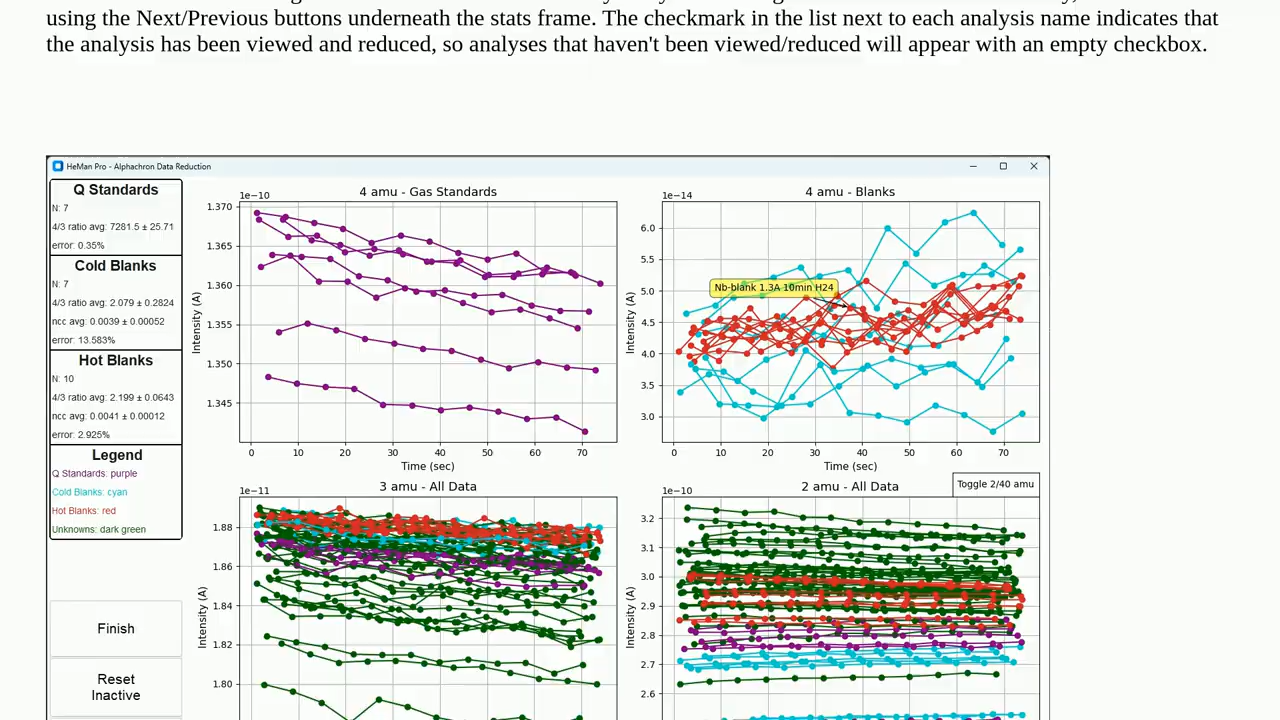 using the Next/Previous buttons underneath the stats frame. The checkmark in the list next to each analysis name indicates that
the analysis has been viewed and reduced, so analyses that haven't been viewed/reduced will appear with an empty checkbox.
HeMan Pro - Alphachron Data Reduction
Q Standards
N: 7
4/3 ratio avg: 7281.5 ± 25.71
error: 0.35%
Cold Blanks
N: 7
4/3 ratio avg: 2.079 ± 0.2824
ncc avg: 0.0039 ± 0.00052
error: 13.583%
Hot Blanks
N: 10
4/3 ratio avg: 2.199 ± 0.0643
ncc avg: 0.0041 ± 0.00012
error: 2.925%
Legend
Q Standards: purple
Cold Blanks: cyan
Hot Blanks: red
Unknowns: dark green
Finish
Reset
Inactive
4 amu - Gas Standards
1e−10
1.370
1.365
1.360
1.355
1.350
1.345
Intensity (A)
0 10 20 30 40 50 60 70
Time (sec)
4 amu - Blanks
1e−14
6.0
5.5
5.0
4.5
4.0
3.5
3.0
Intensity (A)
Nb-blank 1.3A 10min H24
0 10 20 30 40 50 60 70
Time (sec)
3 amu - All Data
1e−11
1.88
1.86
1.84
1.82
1.80
Intensity (A)
2 amu - All Data
Toggle 2/40 amu
1e−10
3.2
3.1
3.0
2.9
2.8
2.7
2.6
Intensity (A)